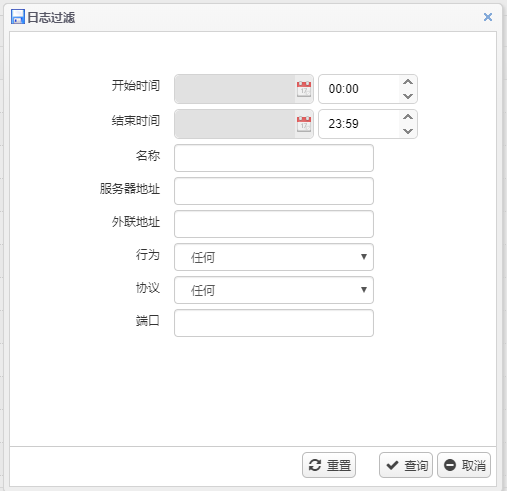 日志过滤
开始时间 00:00
结束时间 23:59
名称
服务器地址
外联地址
行为 任何
协议 任何
端口
重置 查询 取消